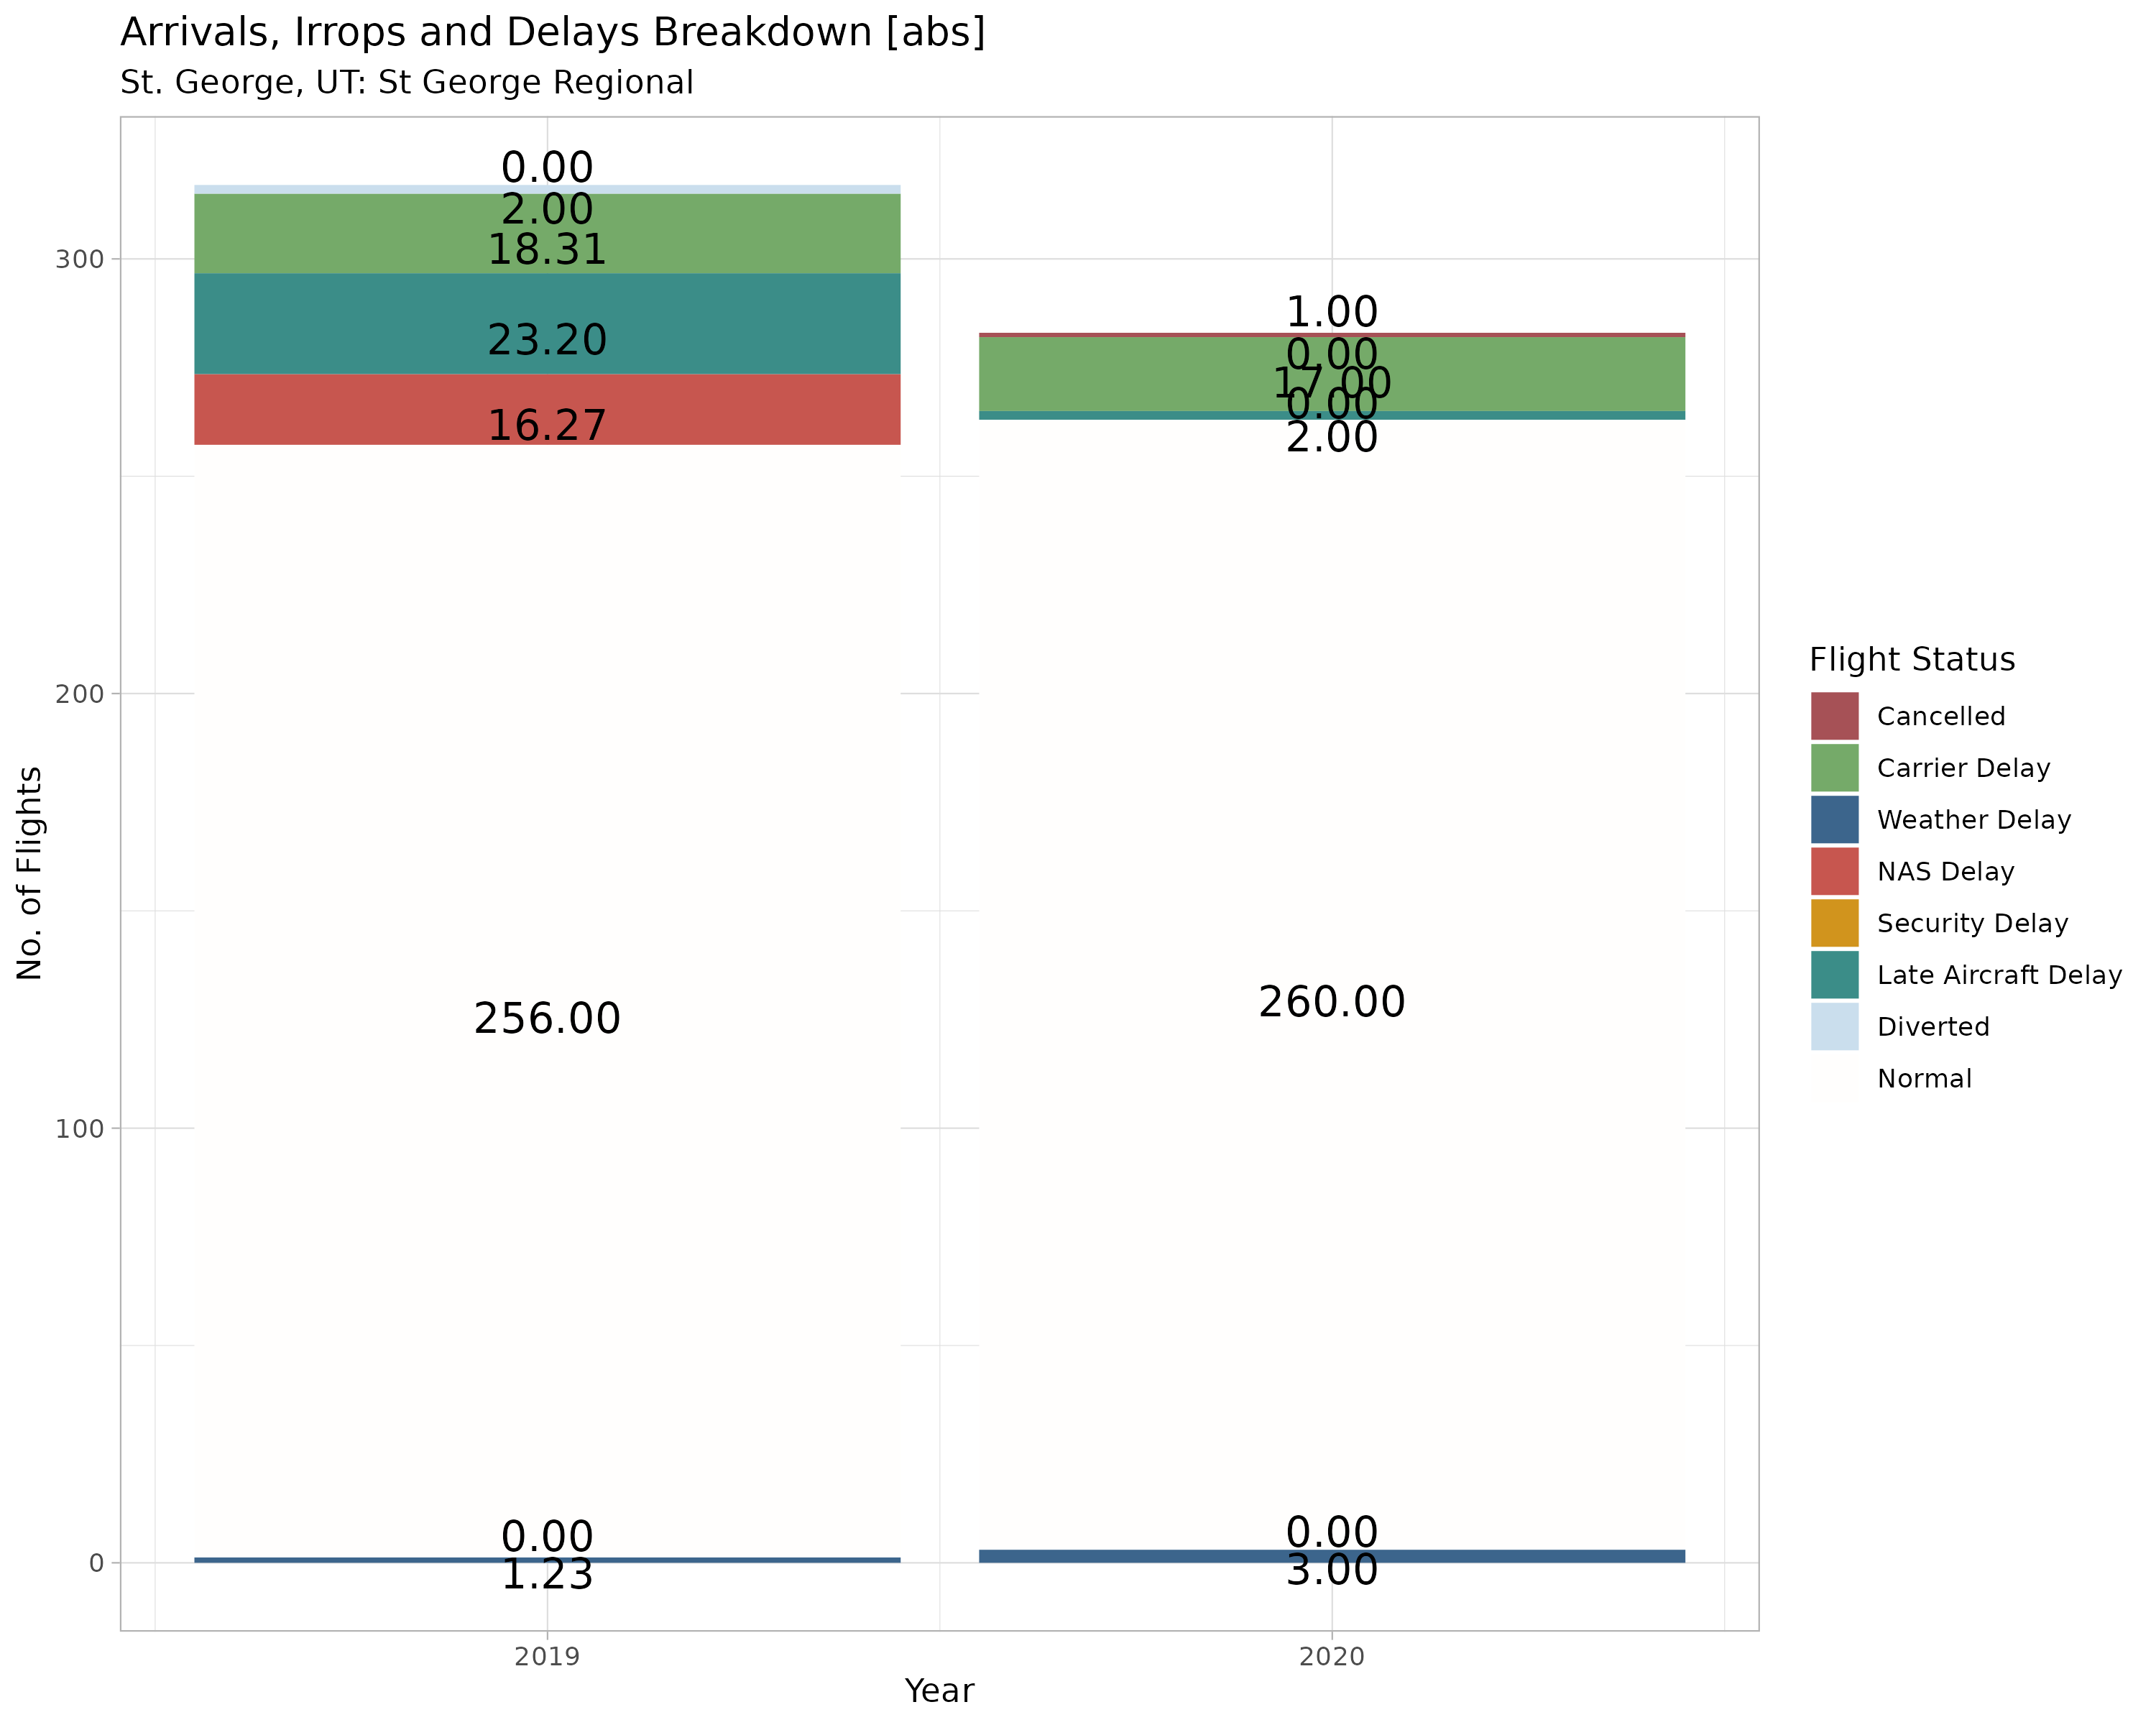 Arrivals, Irrops and Delays Breakdown [abs]
St. George, UT: St George Regional
No. of Flights
300
200
100
0
0.00
2.00
18.31
23.20
16.27
256.00
0.00
1.23
1.00
0.00
17.00
0.00
2.00
260.00
0.00
3.00
2019
2020
Year
Flight Status
Cancelled
Carrier Delay
Weather Delay
NAS Delay
Security Delay
Late Aircraft Delay
Diverted
Normal